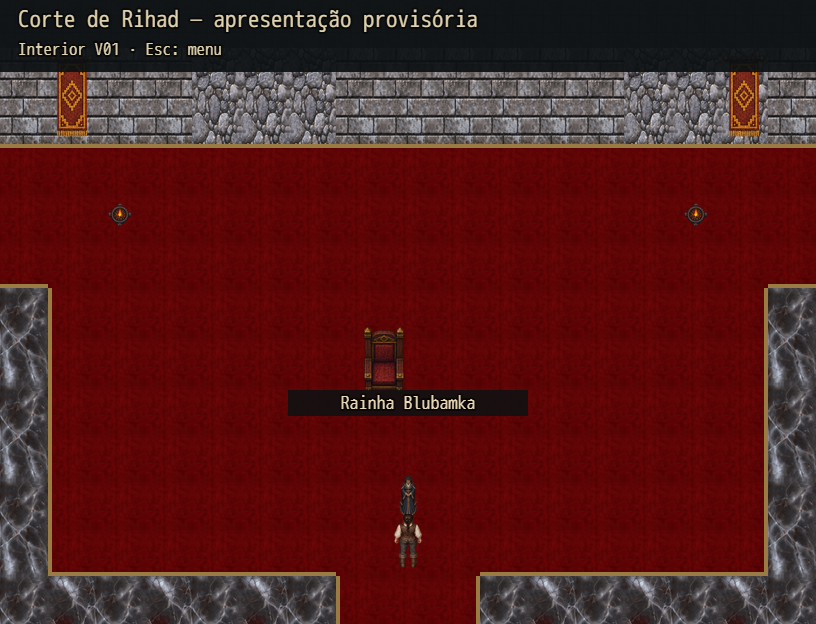 Corte de Rihad — apresentação provisória
Interior V01 · Esc: menu
Rainha Blubamka